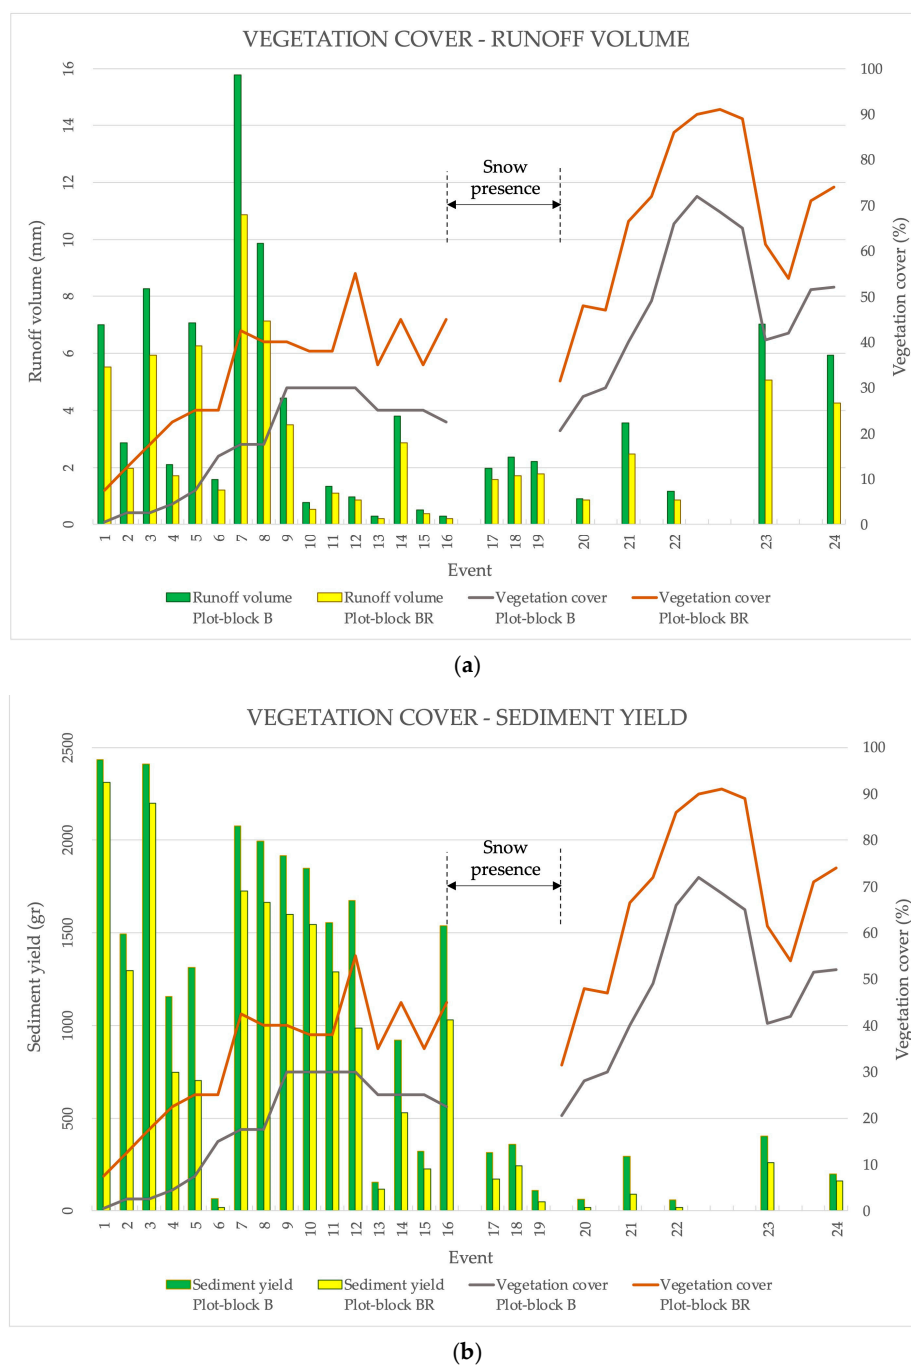 VEGETATION COVER - RUNOFF VOLUME
16 100
90
14
80
12
70
10
60
8 50
40
6
30
4
20
2
10
0 0
Runoff volume (mm)
Vegetation cover (%)
Snow
presence
1 2 3 4 5 6 7 8 9 10 11 12 13 14 15 16 17 18 19 20 21 22 23 24
Event
Runoff volume Runoff volume Vegetation cover Vegetation cover
Plot-block B Plot-block BR Plot-block B Plot-block BR
(a)
VEGETATION COVER - SEDIMENT YIELD
2500 100
90
2000 80
70
1500 60
50
1000 40
30
500 20
10
0 0
Sediment yield (gr)
Vegetation cover (%)
Snow
presence
1 2 3 4 5 6 7 8 9 10 11 12 13 14 15 16 17 18 19 20 21 22 23 24
Event
Sediment yield Sediment yield Vegetation cover Vegetation cover
Plot-block B Plot-block BR Plot-block B Plot-block BR
(b)